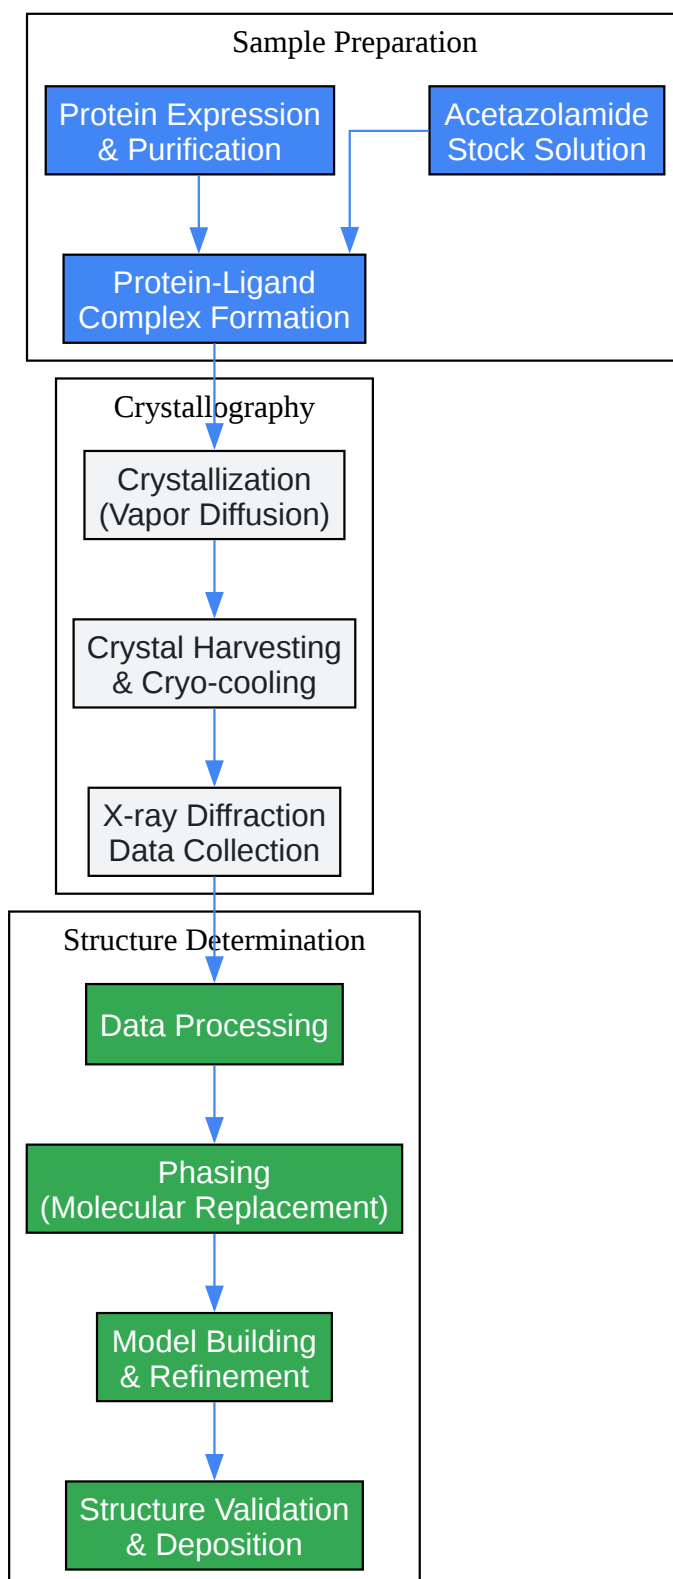 Sample Preparation
Protein Expression
& Purification
Acetazolamide
Stock Solution
Protein-Ligand
Complex Formation
Crystallography
Crystallization
(Vapor Diffusion)
Crystal Harvesting
& Cryo-cooling
X-ray Diffraction
Data Collection
Structure Determination
Data Processing
Phasing
(Molecular Replacement)
Model Building
& Refinement
Structure Validation
& Deposition